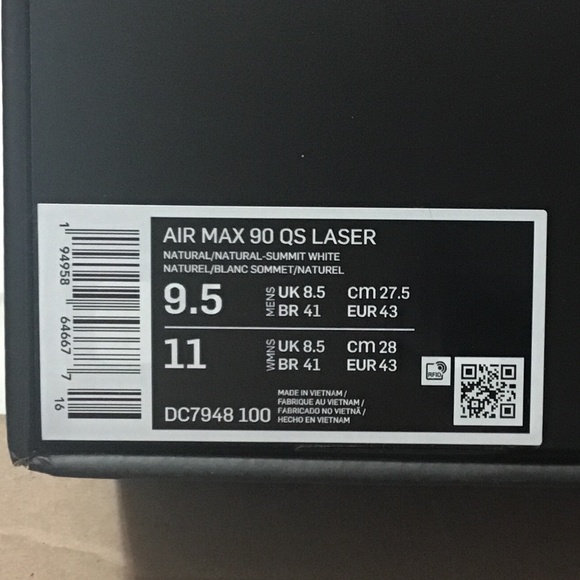 AIR MAX 90 QS LASER
NATURAL/NATURAL-SUMMIT WHITE
NATUREL/BLANC SOMMET/NATUREL
9.5 MENS UK 8.5 CM 27.5
BR 41 EUR 43
11 WMNS UK 8.5 CM 28
BR 41 EUR 43
RFID
DC7948 100
MADE IN VIETNAM /
FABRIQUE AU VIETNAM /
FABRICADO NO VIETNÃ /
HECHO EN VIETNAM
1 94958 64667 7 16